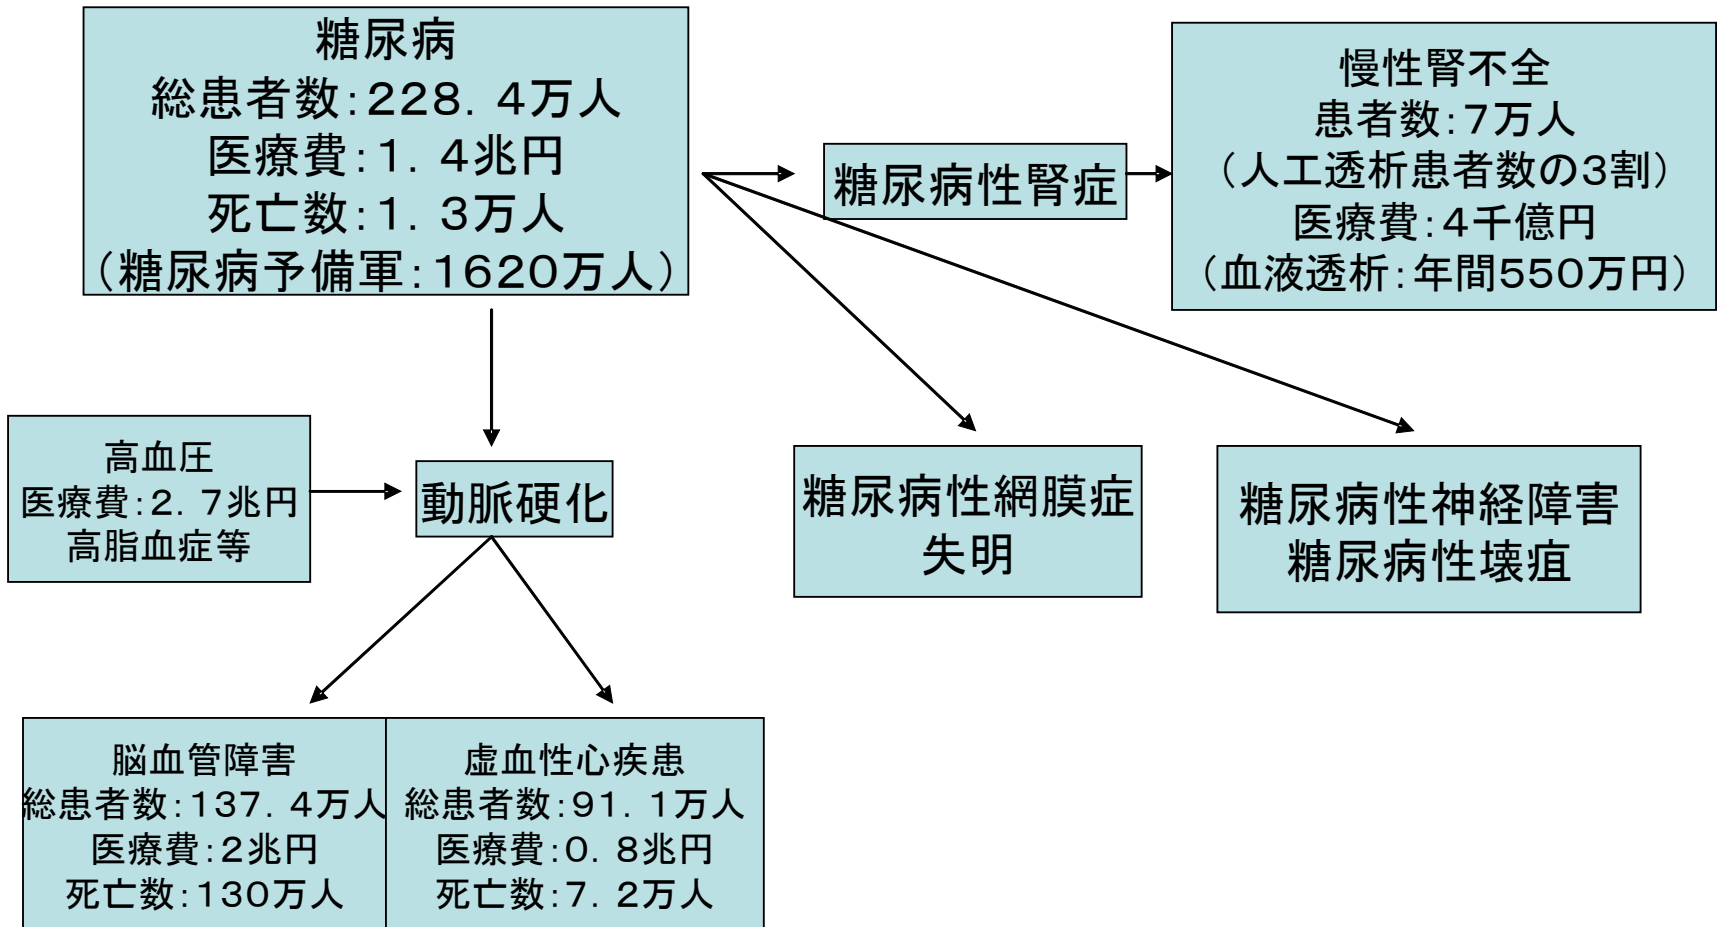 糖尿病
総患者数:228．4万人
医療費:1．4兆円
死亡数:1．3万人
（糖尿病予備軍:1620万人）
慢性腎不全
患者数:7万人
（人工透析患者数の3割）
医療費:4千億円
（血液透析:年間550万円）
糖尿病性腎症
高血圧
医療費:2．7兆円
高脂血症等
動脈硬化
糖尿病性網膜症
失明
糖尿病性神経障害
糖尿病性壊疽
脳血管障害
総患者数:137．4万人
医療費:2兆円
死亡数:130万人
虚血性心疾患
総患者数:91．1万人
医療費:0．8兆円
死亡数:7．2万人